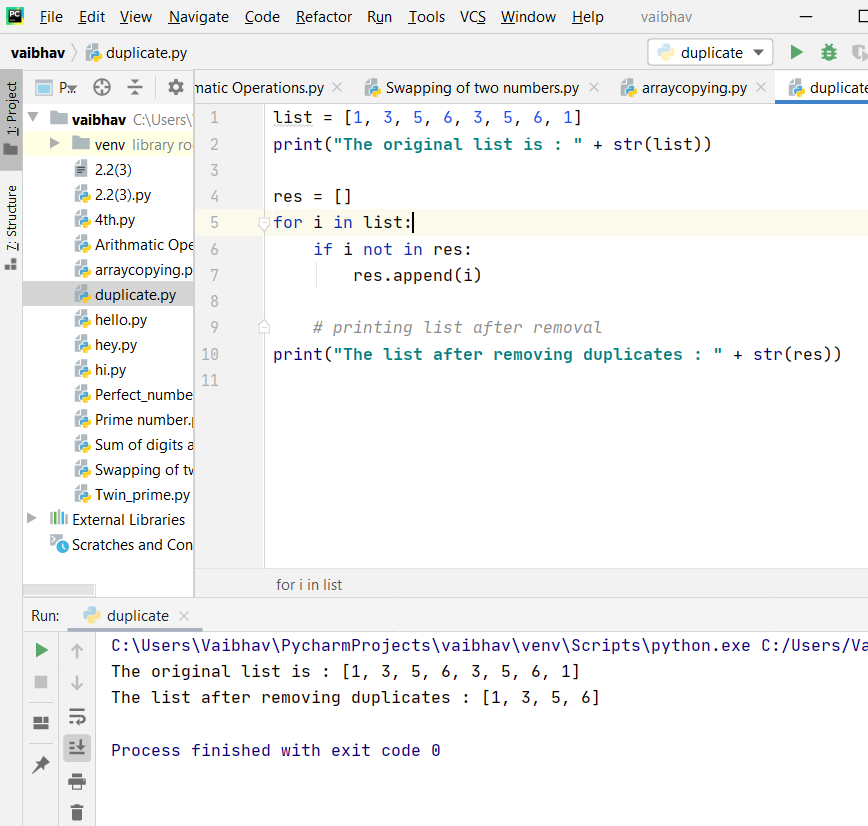 PC File Edit View Navigate Code Refactor Run Tools VCS Window Help vaibhav
vaibhav duplicate.py duplicate
1: Project
7: Structure
P..
matic Operations.py Swapping of two numbers.py arraycopying.py duplicate
vaibhav C:\Users\
venv library ro
2.2(3)
2.2(3).py
4th.py
Arithmatic Ope
arraycopying.p
duplicate.py
hello.py
hey.py
hi.py
Perfect_numbe
Prime number.
Sum of digits a
Swapping of tw
Twin_prime.py
External Libraries
Scratches and Con
1 list = [1, 3, 5, 6, 3, 5, 6, 1]
2 print("The original list is : " + str(list))
3
4 res = []
5 for i in list:
6 if i not in res:
7 res.append(i)
8
9 # printing list after removal
10 print("The list after removing duplicates : " + str(res))
11
for i in list
Run: duplicate
C:\Users\Vaibhav\PycharmProjects\vaibhav\venv\Scripts\python.exe C:/Users/Va
The original list is : [1, 3, 5, 6, 3, 5, 6, 1]
The list after removing duplicates : [1, 3, 5, 6]
Process finished with exit code 0